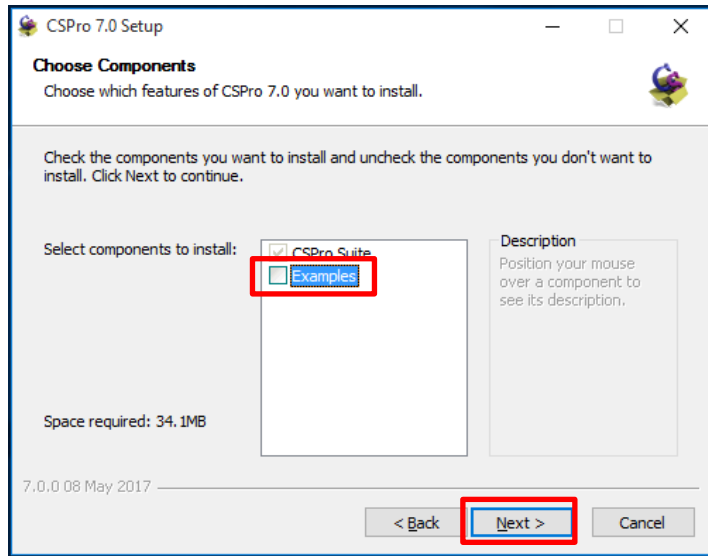 CSPro 7.0 Setup
Choose Components
Choose which features of CSPro 7.0 you want to install.
Check the components you want to install and uncheck the components you don't want to
install. Click Next to continue.
Select components to install:
CSPro Suite
Examples
Description
Position your mouse
over a component to
see its description.
Space required: 34.1MB
7.0.0 08 May 2017
< Back
Next >
Cancel